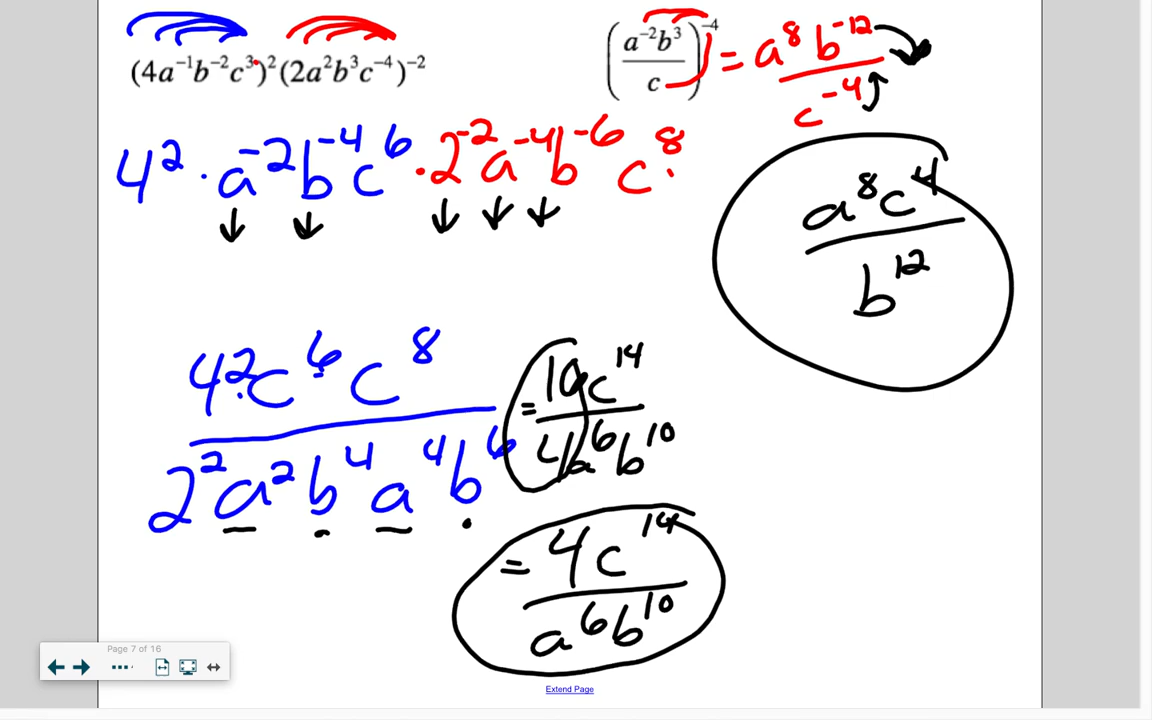 (4a⁻¹b⁻²c³)²(2a²b³c⁻⁴)⁻²
4² · a⁻²b⁻⁴c⁶ · 2⁻²a⁻⁴b⁻⁶c⁸
4²c⁶c⁸ / 2²a²b⁴a⁴b⁶ = 16c¹⁴ / 4a⁶b¹⁰
= 4c¹⁴ / a⁶b¹⁰
(a⁻²b³ / c)⁻⁴ = a⁸b⁻¹² / c⁻⁴
a⁸c⁴ / b¹²
Page 7 of 16
Extend Page